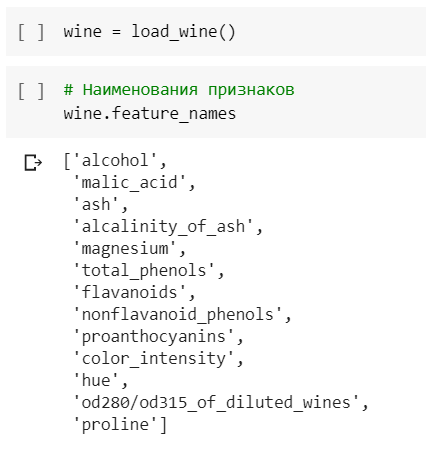 [ ] wine = load_wine()
[ ] # Наименования признаков
wine.feature_names
['alcohol',
'malic_acid',
'ash',
'alcalinity_of_ash',
'magnesium',
'total_phenols',
'flavanoids',
'nonflavanoid_phenols',
'proanthocyanins',
'color_intensity',
'hue',
'od280/od315_of_diluted_wines',
'proline']